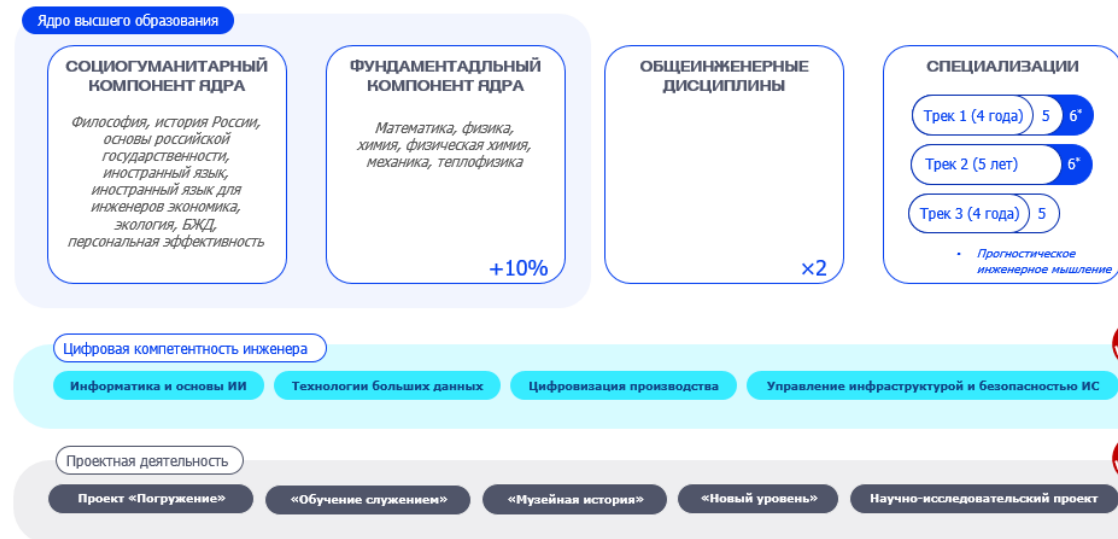 Ядро высшего образования
СОЦИОГУМАНИТАРНЫЙ
КОМПОНЕНТ ЯДРА
Философия, история России,
основы российской
государственности,
иностранный язык,
иностранный язык для
инженеров экономика,
экология, БЖД,
персональная эффективность
ФУНДАМЕНТАДЛЬНЫЙ
КОМПОНЕНТ ЯДРА
Математика, физика,
химия, физическая химия,
механика, теплофизика
+10%
ОБЩЕИНЖЕНЕРНЫЕ
ДИСЦИПЛИНЫ
×2
СПЕЦИАЛИЗАЦИИ
Трек 1 (4 года) 5 6*
Трек 2 (5 лет) 6*
Трек 3 (4 года) 5
• Прогностическое
инженерное мышление
Цифровая компетентность инженера
Информатика и основы ИИ
Технологии больших данных
Цифровизация производства
Управление инфраструктурой и безопасностью ИС
Проектная деятельность
Проект «Погружение»
«Обучение служением»
«Музейная история»
«Новый уровень»
Научно-исследовательский проект